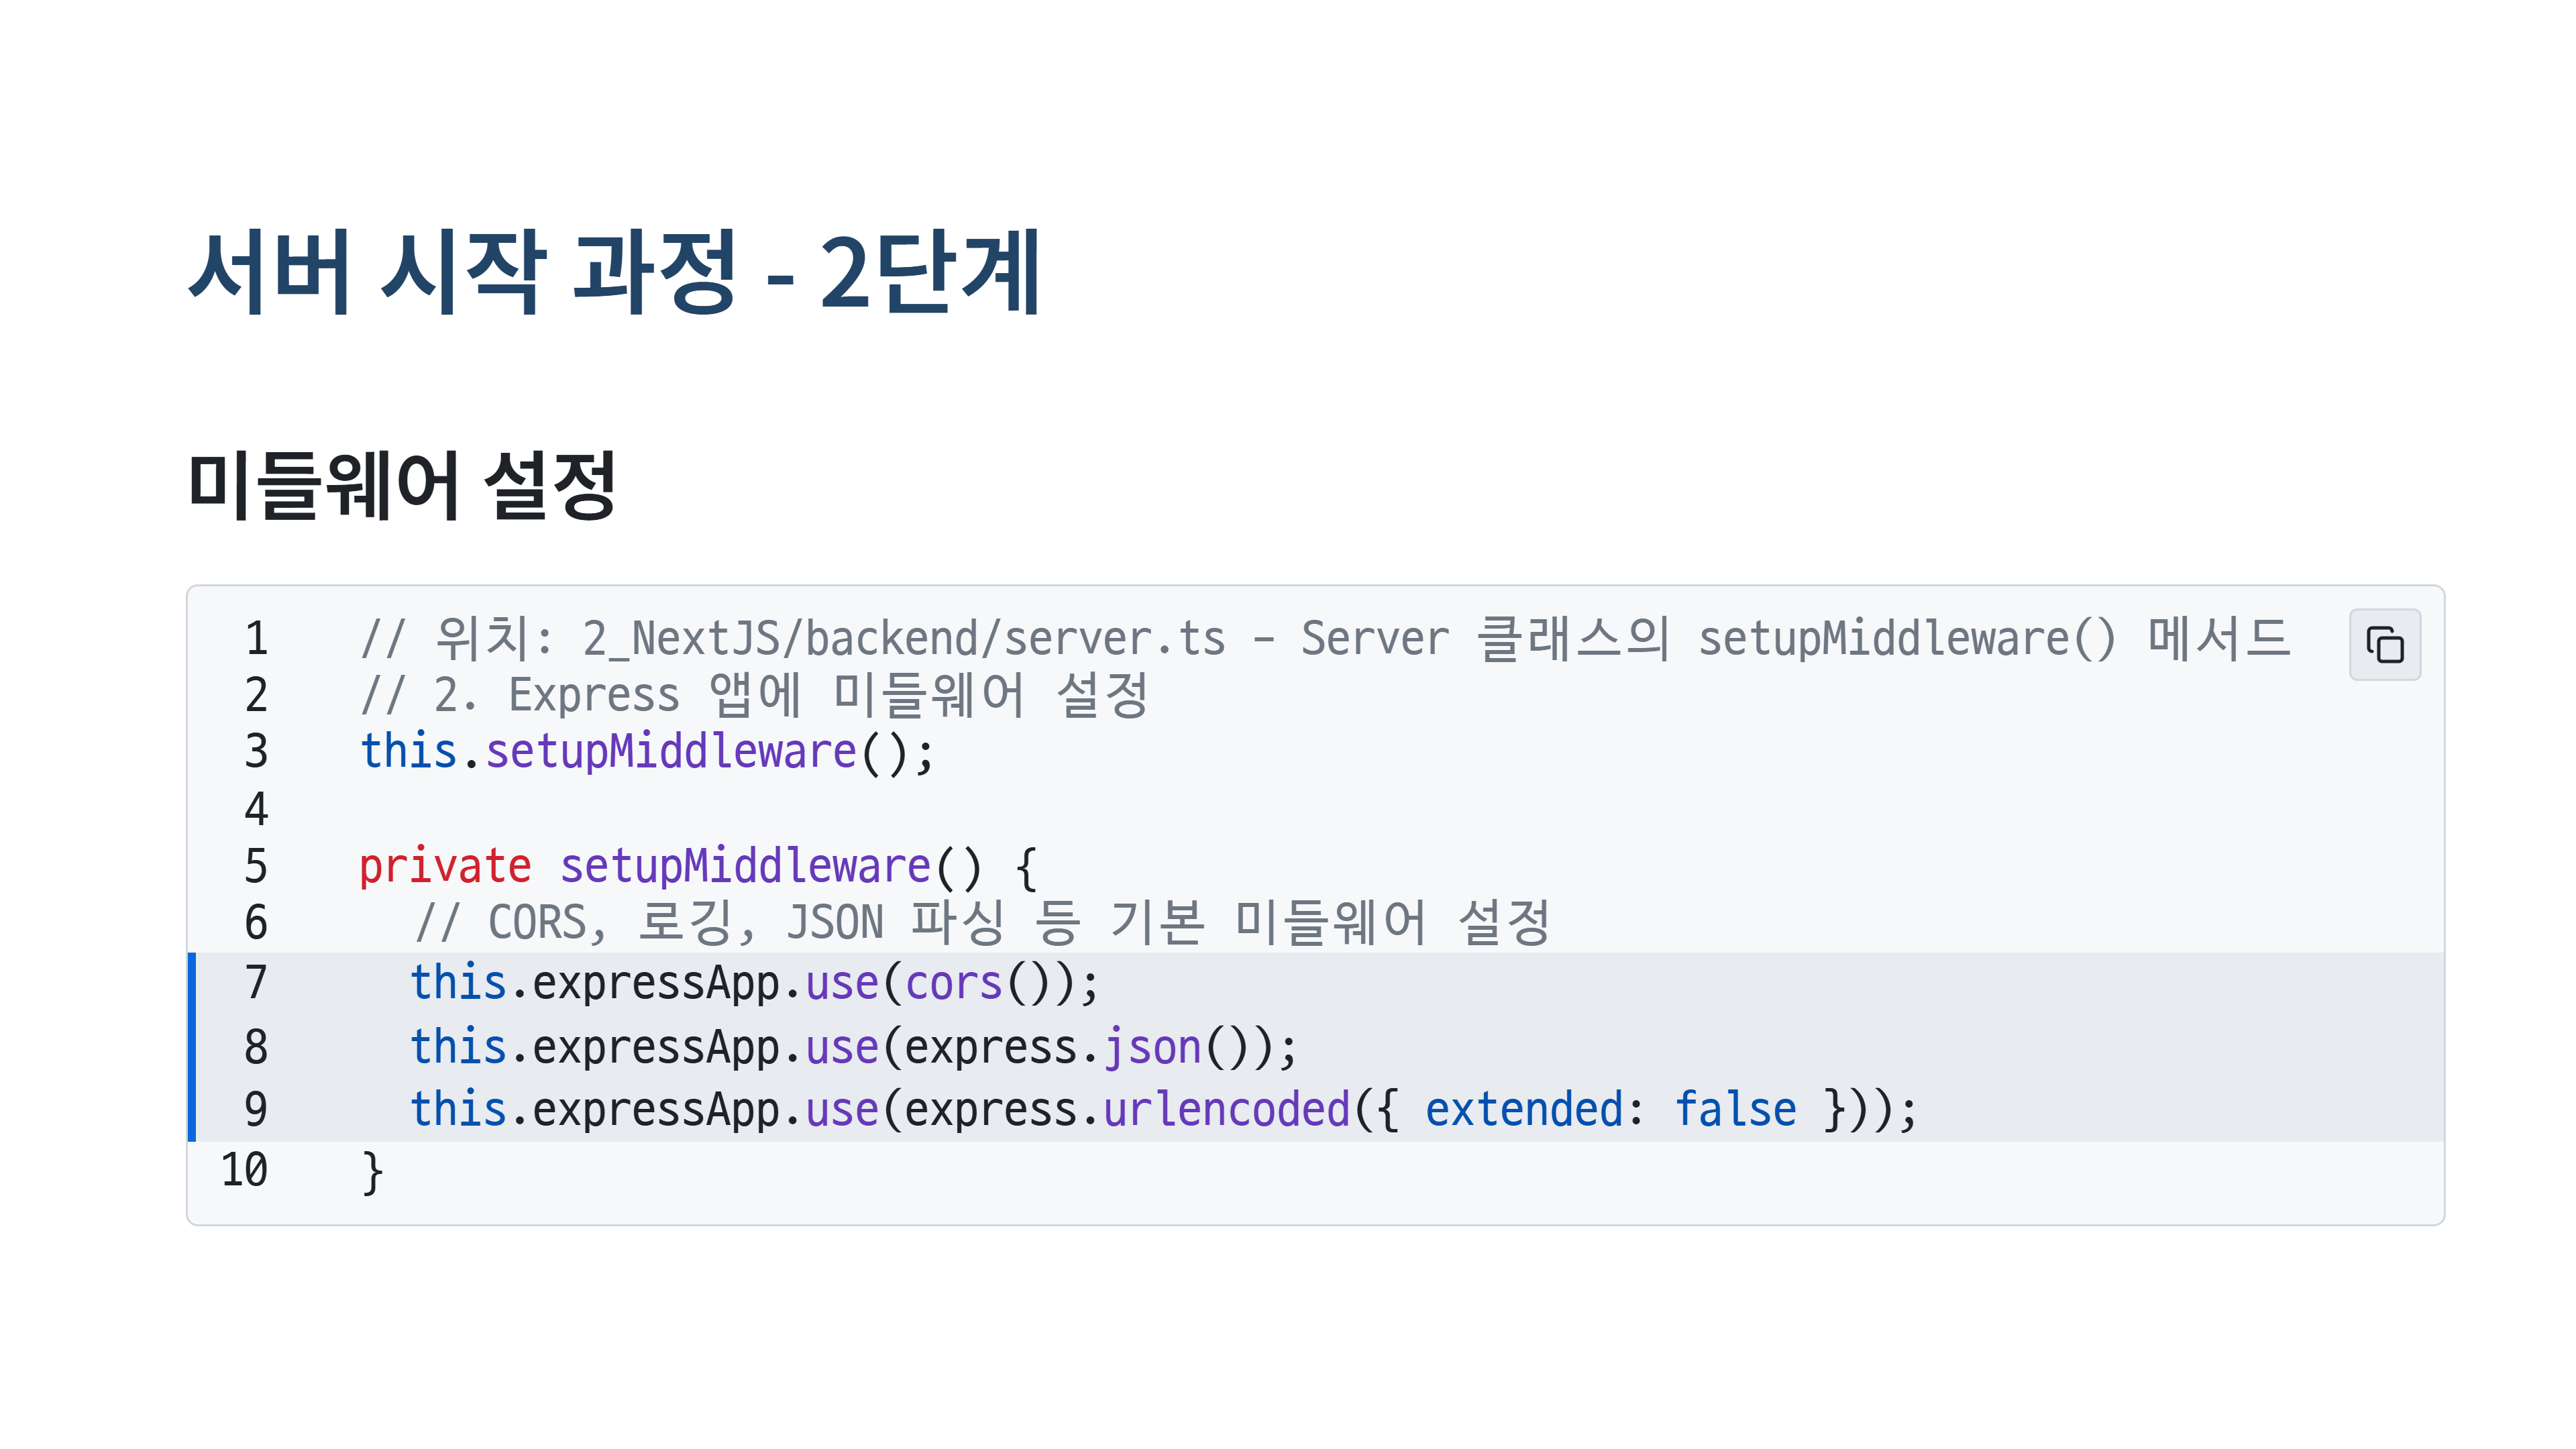 서버 시작 과정 - 2단계
미들웨어 설정
1 // 위치: 2_NextJS/backend/server.ts - Server 클래스의 setupMiddleware() 메서드
2 // 2. Express 앱에 미들웨어 설정
3 this.setupMiddleware();
4
5 private setupMiddleware() {
6   // CORS, 로깅, JSON 파싱 등 기본 미들웨어 설정
7   this.expressApp.use(cors());
8   this.expressApp.use(express.json());
9   this.expressApp.use(express.urlencoded({ extended: false }));
10 }